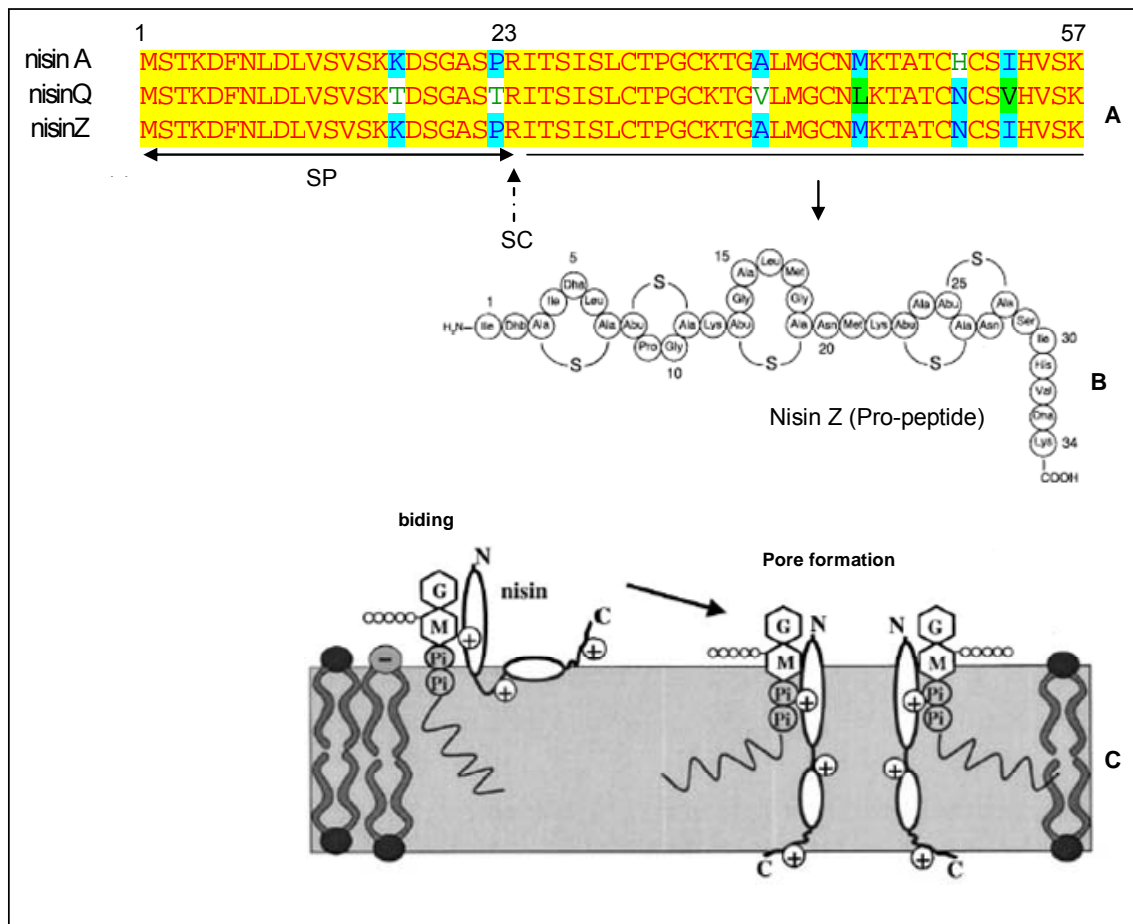 1 23 57
nisin A MSTKDFNLDLVSVSKKDSGASPRITSISLCTPGCKTGALMGCNMKTATCHCSIHVSK
nisinQ MSTKDFNLDLVSVSKTDSGASTRITSISLCTPGCKTGVLMGCNLKTATCNCSVHVSK
nisinZ MSTKDFNLDLVSVSKKDSGASPRITSISLCTPGCKTGALMGCNMKTATCNCSIHVSK
A
SP
SC
1 5 10 15 20 25 30 34
H₂N Ile Dhb Ala Ile Dha Leu Ala Abu Pro Gly Ala Lys Abu Gly Ala Leu Met Gly Ala Asn Met Lys Abu Ala Abu Ala Asn Ala Ser Ile His Val Dha Lys
S S S S S
COOH
B
Nisin Z (Pro-peptide)
biding
Pore formation
N nisin C
G M Pi Pi
+ + +
−
N N
G M Pi Pi
G M Pi Pi
+ + +
+ + +
C C
C